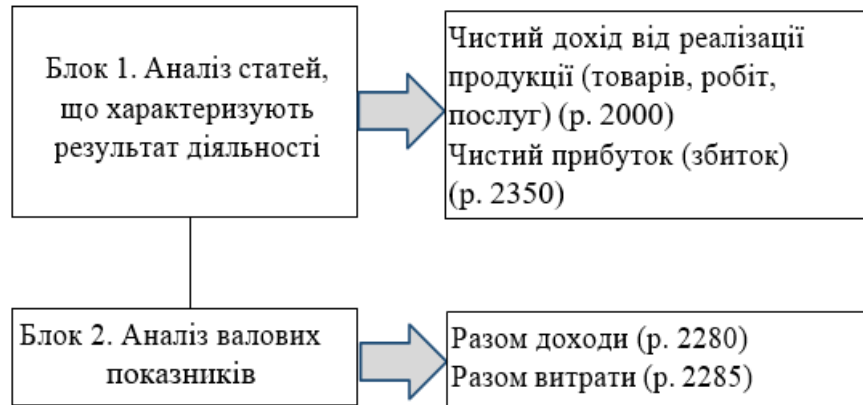 Блок 1. Аналіз статей,
що характеризують
результат діяльності
Чистий дохід від реалізації
продукції (товарів, робіт,
послуг) (р. 2000)
Чистий прибуток (збиток)
(р. 2350)
Блок 2. Аналіз валових
показників
Разом доходи (р. 2280)
Разом витрати (р. 2285)